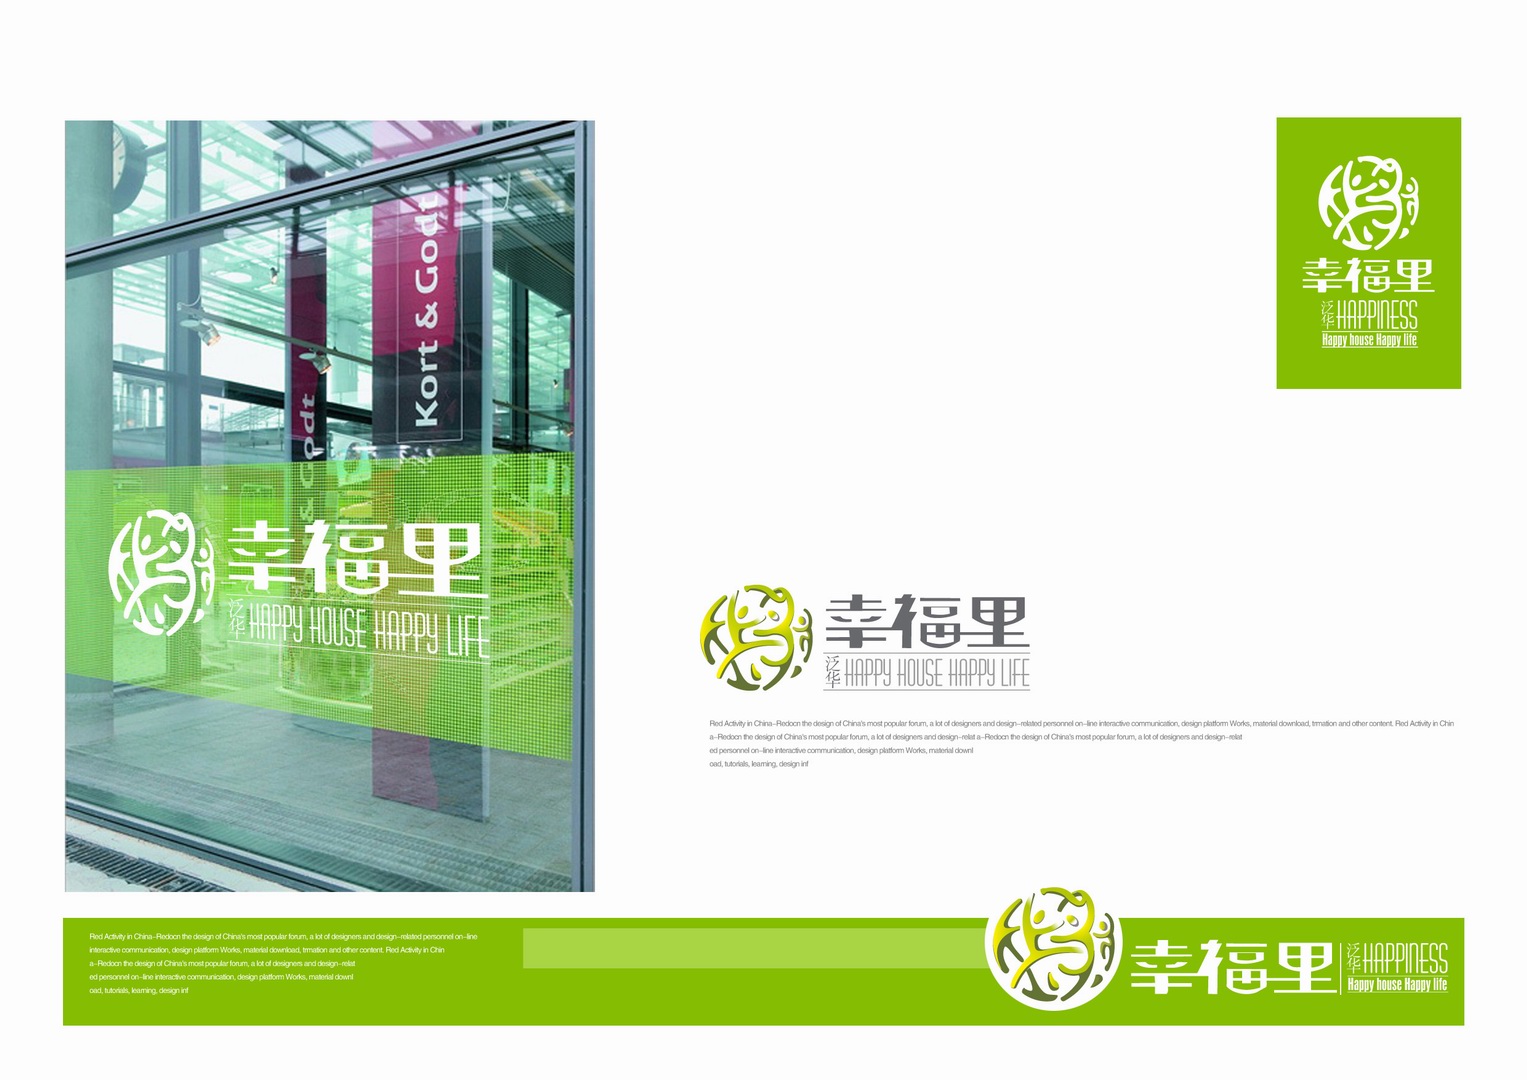 Kort & Godt
& Godt
幸福里
泛华 HAPPY HOUSE HAPPY LIFE
幸福里
泛华 HAPPINESS
Happy house Happy life
幸福里
泛华 HAPPY HOUSE HAPPY LIFE
Red Activity in China-Redocn the design of China's most popular forum, a lot of designers and design-related personnel on-line interactive communication, design platform Works, material download, trmation and other content. Red Activity in Chin
a-Redocn the design of China's most popular forum, a lot of designers and design-relat a-Redocn the design of China's most popular forum, a lot of designers and design-relat
ed personnel on-line interactive communication, design platform Works, material downl
oad, tutorials, learning, design inf
Red Activity in China-Redocn the design of China's most popular forum, a lot of designers and design-related personnel on-line
interactive communication, design platform Works, material download, trmation and other content. Red Activity in Chin
a-Redocn the design of China's most popular forum, a lot of designers and design-relat
ed personnel on-line interactive communication, design platform Works, material downl
oad, tutorials, learning, design inf
幸福里
泛华 HAPPINESS
Happy house Happy life